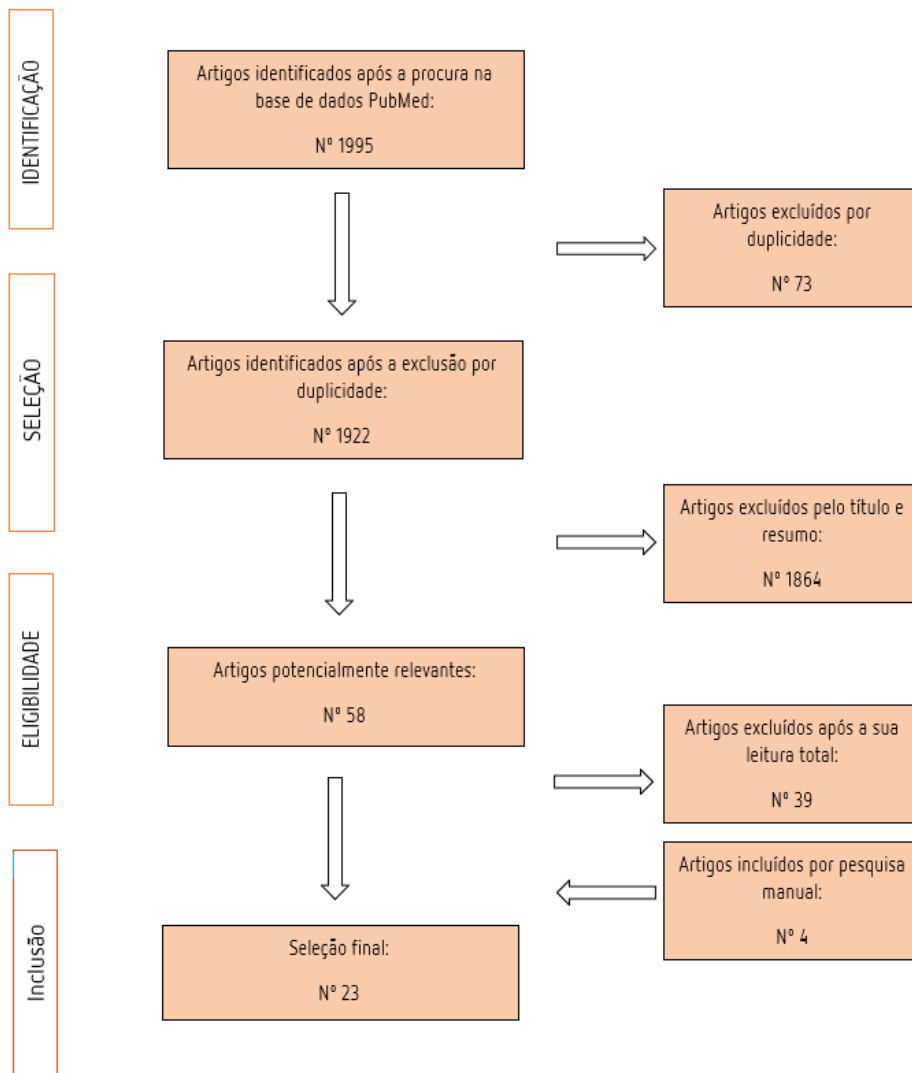 IDENTIFICAÇÃO
Artigos identificados após a procura na
base de dados PubMed:
Nº 1995
Artigos excluídos por
duplicidade:
Nº 73
SELEÇÃO
Artigos identificados após a exclusão por
duplicidade:
Nº 1922
Artigos excluídos pelo título e
resumo:
Nº 1864
ELIGIBILIDADE
Artigos potencialmente relevantes:
Nº 58
Artigos excluídos após a sua
leitura total:
Nº 39
Artigos incluídos por pesquisa
manual:
Nº 4
Inclusão
Seleção final:
Nº 23